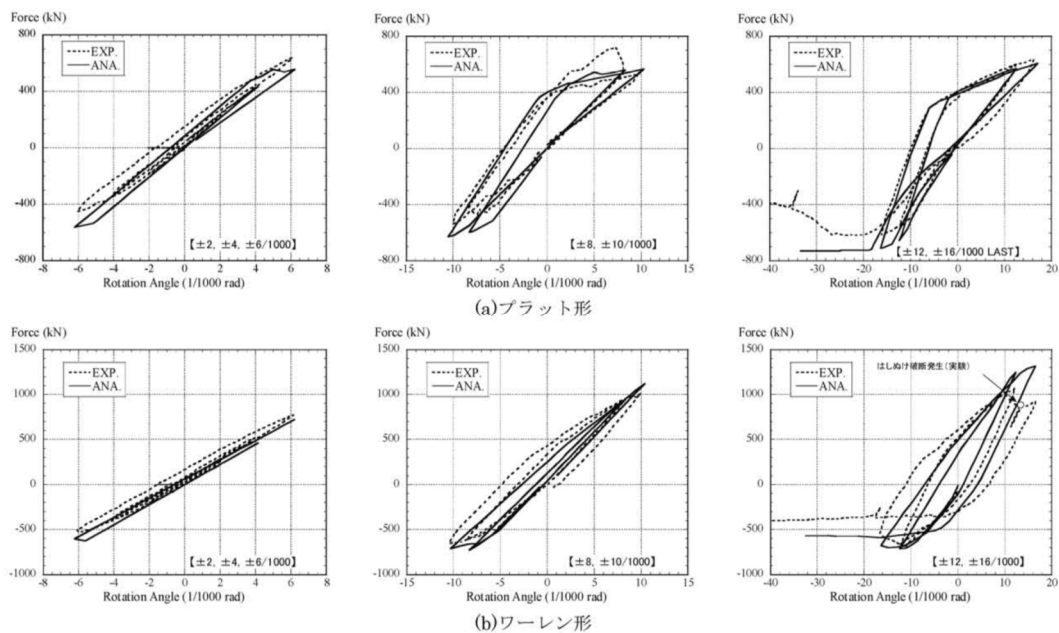 Force (kN)
800
400
0
-400
-800
EXP.
ANA.
【±2, ±4, ±6/1000】
-8 -6 -4 -2 0 2 4 6 8
Rotation Angle (1/1000 rad)
Force (kN)
800
400
0
-400
-800
EXP.
ANA.
【±8, ±10/1000】
-15 -10 -5 0 5 10 15
Rotation Angle (1/1000 rad)
Force (kN)
800
400
0
-400
-800
EXP.
ANA.
【±12, ±16/1000 LAST】
-40 -30 -20 -10 0 10 20
Rotation Angle (1/1000 rad)
(a)プラット形
Force (kN)
1500
1000
500
0
-500
-1000
EXP.
ANA.
【±2, ±4, ±6/1000】
-8 -6 -4 -2 0 2 4 6 8
Rotation Angle (1/1000 rad)
Force (kN)
1500
1000
500
0
-500
-1000
EXP.
ANA.
【±8, ±10/1000】
-15 -10 -5 0 5 10 15
Rotation Angle (1/1000 rad)
Force (kN)
1500
1000
500
0
-500
-1000
EXP.
ANA.
はしぬけ破断発生(実験)
【±12, ±16/1000】
-40 -30 -20 -10 0 10 20
Rotation Angle (1/1000 rad)
(b)ワーレン形